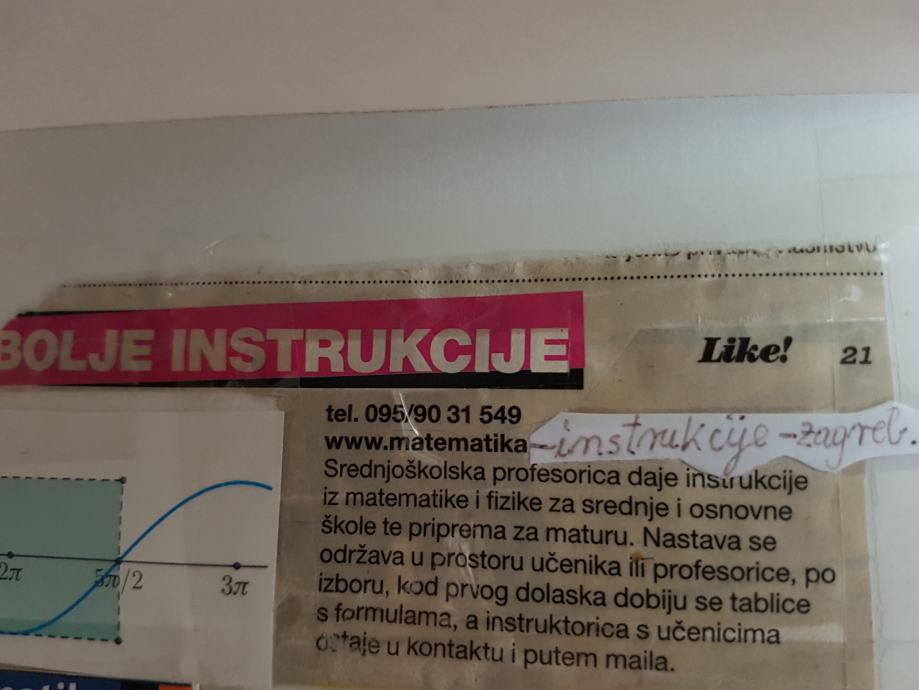 BOLJE INSTRUKCIJE
Like! 21
tel. 095/90 31 549
www.matematika-instrukcije-zagreb.
Srednjoškolska profesorica daje instrukcije
iz matematike i fizike za srednje i osnovne
škole te priprema za maturu. Nastava se
održava u prostoru učenika ili profesorice, po
izboru, kod prvog dolaska dobiju se tablice
s formulama, a instruktorica s učenicima
ostaje u kontaktu i putem maila.
2π 5π/2 3π